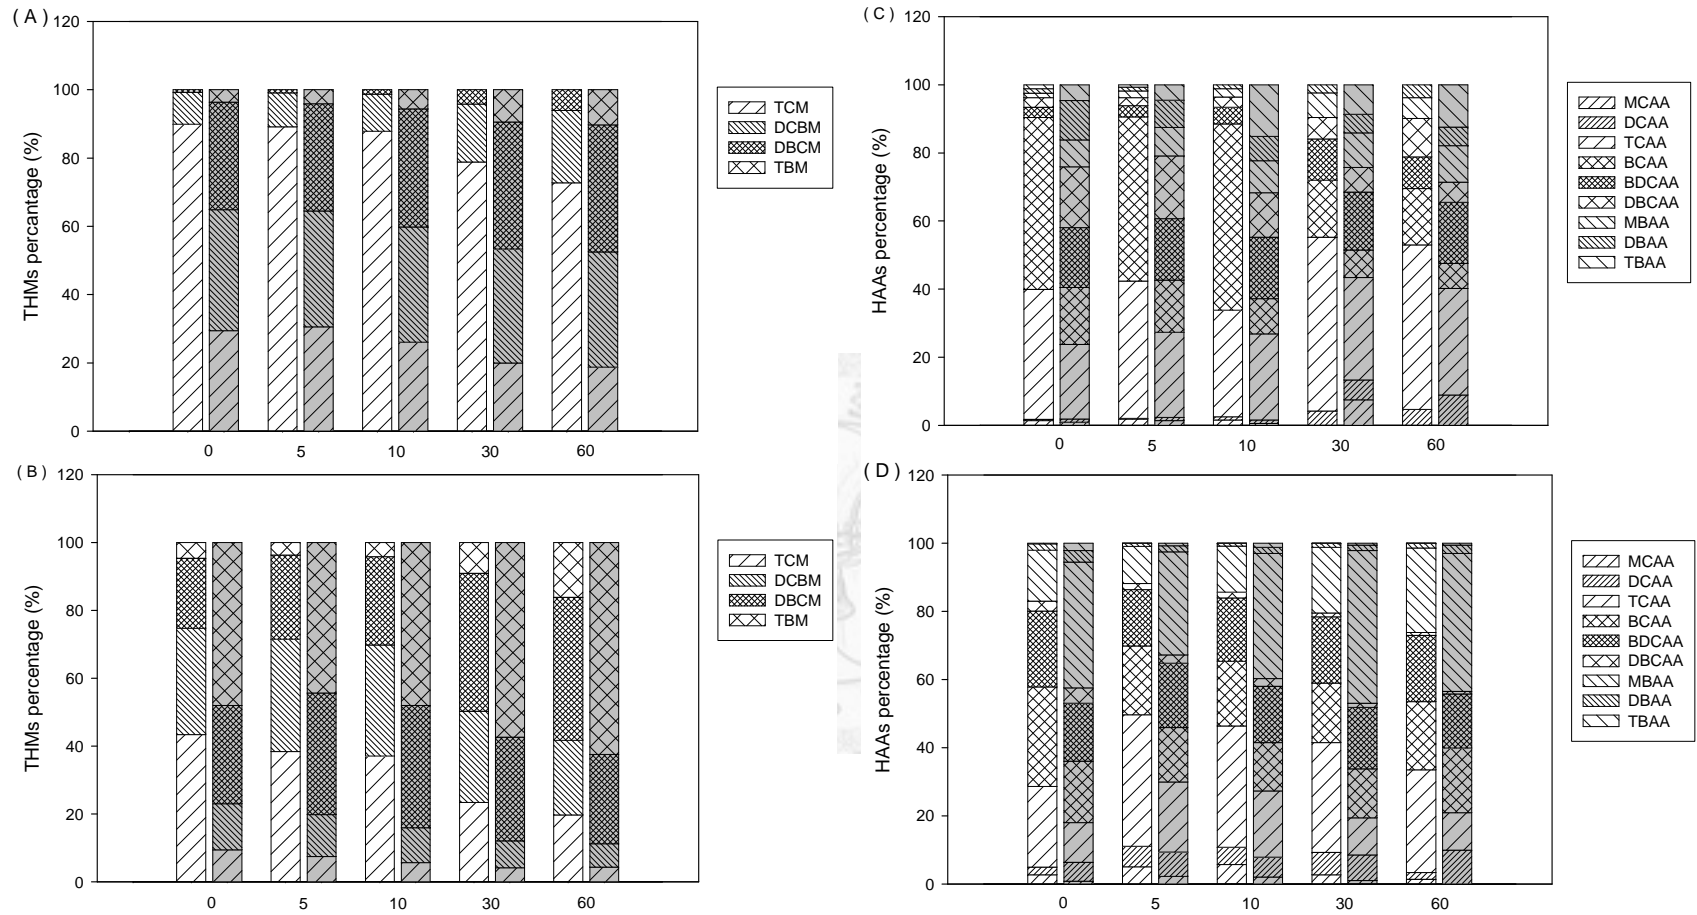 ( A )
THMs percantage (%)
120
100
80
60
40
20
0
0 5 10 30 60
TCM
DCBM
DBCM
TBM
( C )
HAAs percentage (%)
120
100
80
60
40
20
0
0 5 10 30 60
MCAA
DCAA
TCAA
BCAA
BDCAA
DBCAA
MBAA
DBAA
TBAA
( B )
THMs percentage (%)
120
100
80
60
40
20
0
0 5 10 30 60
TCM
DCBM
DBCM
TBM
( D )
HAAs percentage (%)
120
100
80
60
40
20
0
0 5 10 30 60
MCAA
DCAA
TCAA
BCAA
BDCAA
DBCAA
MBAA
DBAA
TBAA